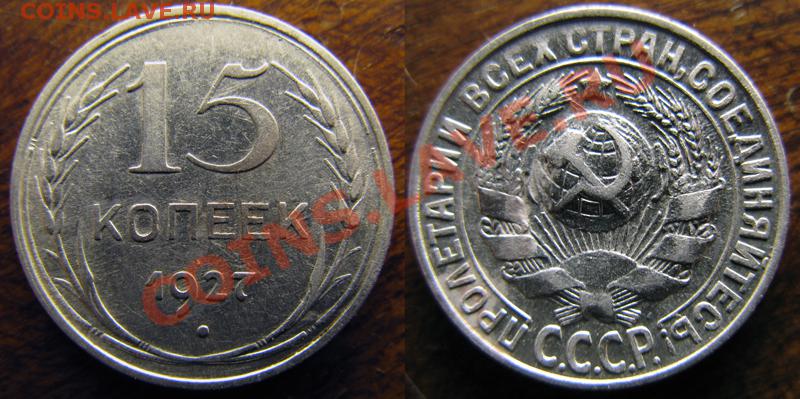 COINS.LAVE.RU
15
КОПЕЕК
1927
ПРОЛЕТАРИИ ВСЕХ СТРАН, СОЕДИНЯЙТЕСЬ!
С.С.С.Р.
COINS.LAVE.RU